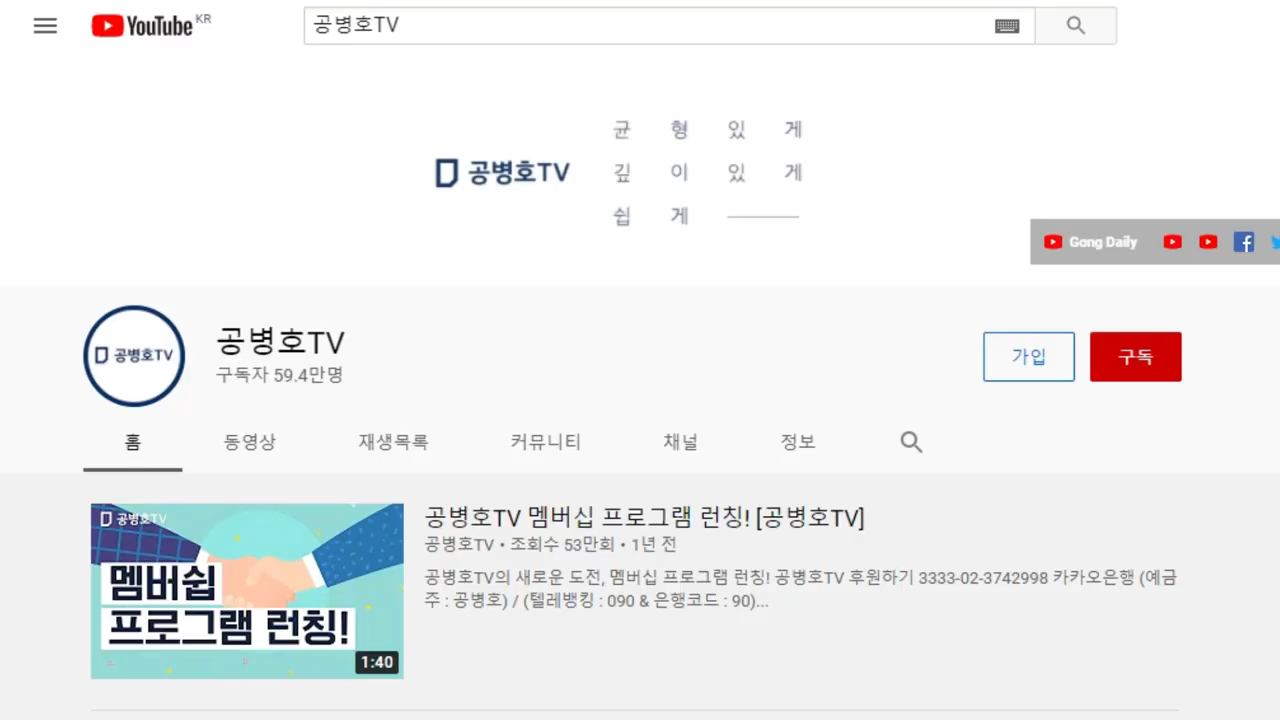 YouTube KR
공병호TV
균 형 있 게
공병호TV
깊 이 있 게
쉽 게
Gong Daily
공병호TV
공병호TV
구독자 59.4만명
가입
구독
홈
동영상
재생목록
커뮤니티
채널
정보
공병호TV
멤버쉽
프로그램 런칭!
1:40
공병호TV 멤버십 프로그램 런칭! [공병호TV]
공병호TV • 조회수 53만회 • 1년 전
공병호TV의 새로운 도전, 멤버십 프로그램 런칭! 공병호TV 후원하기 3333-02-3742998 카카오은행 (예금
주 : 공병호) / (텔레뱅킹 : 090 & 은행코드 : 90)...